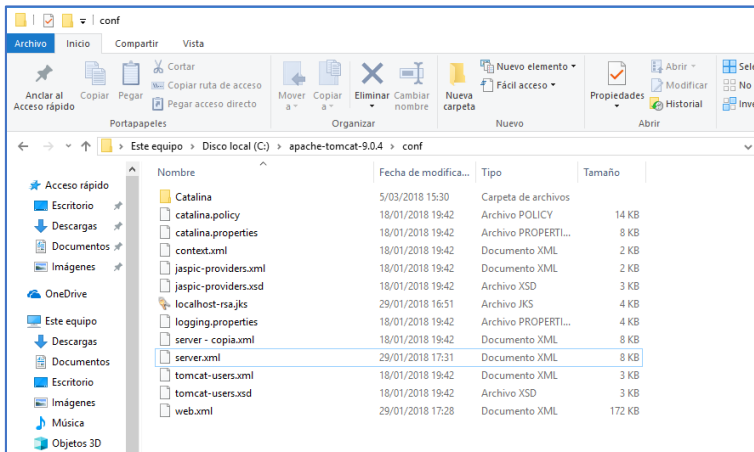 conf
Archivo Inicio Compartir Vista
Anclar al Acceso rápido
Copiar
Pegar
Cortar
Copiar ruta de acceso
Pegar acceso directo
Portapapeles
Mover a
Copiar a
Eliminar
Cambiar nombre
Organizar
Nueva carpeta
Nuevo elemento
Fácil acceso
Nuevo
Propiedades
Abrir
Modificar
Historial
Abrir
No
Este equipo > Disco local (C:) > apache-tomcat-9.0.4 > conf
Acceso rápido
Escritorio
Descargas
Documentos
Imágenes
OneDrive
Este equipo
Descargas
Documentos
Escritorio
Imágenes
Música
Objetos 3D
Nombre Fecha de modifica... Tipo Tamaño
Catalina 5/03/2018 15:30 Carpeta de archivos
catalina.policy 18/01/2018 19:42 Archivo POLICY 14 KB
catalina.properties 18/01/2018 19:42 Archivo PROPERTI... 8 KB
context.xml 18/01/2018 19:42 Documento XML 2 KB
jaspic-providers.xml 18/01/2018 19:42 Documento XML 2 KB
jaspic-providers.xsd 18/01/2018 19:42 Archivo XSD 3 KB
localhost-rsa.jks 29/01/2018 16:51 Archivo JKS 4 KB
logging.properties 18/01/2018 19:42 Archivo PROPERTI... 4 KB
server - copia.xml 18/01/2018 19:42 Documento XML 8 KB
server.xml 29/01/2018 17:31 Documento XML 8 KB
tomcat-users.xml 18/01/2018 19:42 Documento XML 3 KB
tomcat-users.xsd 18/01/2018 19:42 Archivo XSD 3 KB
web.xml 29/01/2018 17:28 Documento XML 172 KB